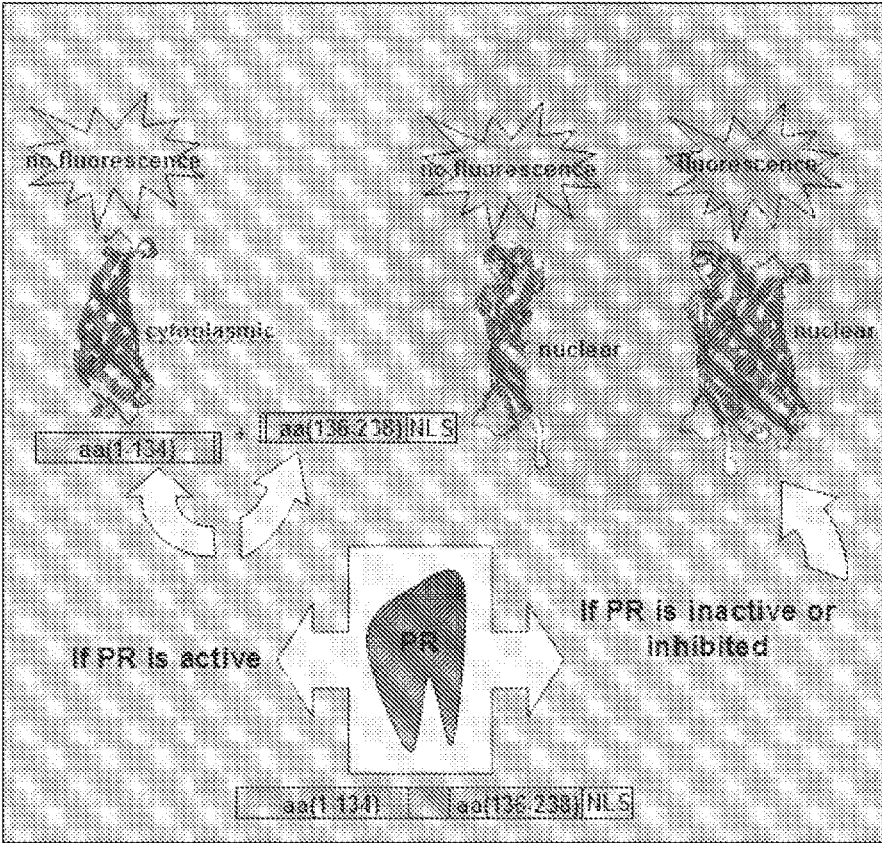 no fluorescence
no fluorescence
fluorescence
cytoplasmic
nuclear
nuclear
aa(1-134)
+
aa(136-238) NLS
If PR is active
PR
If PR is inactive or
inhibited
aa(1-134) aa(136-238) NLS